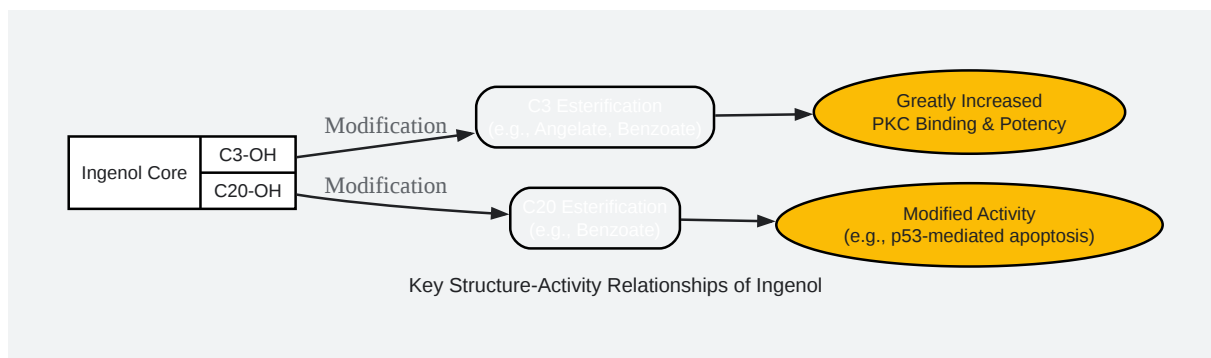 Ingenol Core
C3-OH
C20-OH
Modification
Modification
C3 Esterification
(e.g., Angelate, Benzoate)
C20 Esterification
(e.g., Benzoate)
Greatly Increased
PKC Binding & Potency
Modified Activity
(e.g., p53-mediated apoptosis)
Key Structure-Activity Relationships of Ingenol